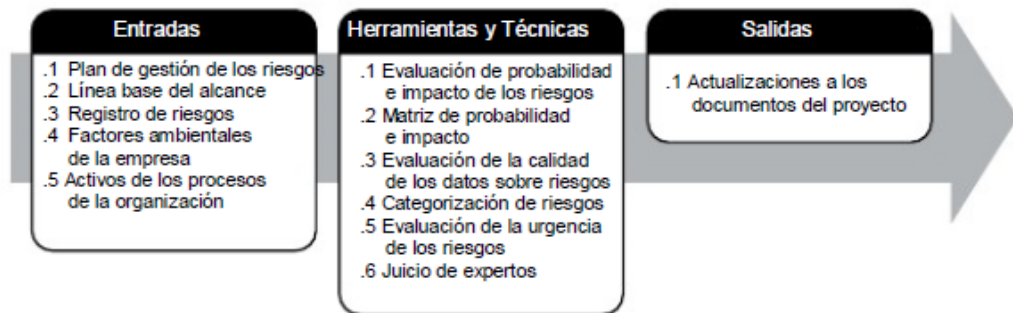 Entradas
.1 Plan de gestión de los riesgos
.2 Línea base del alcance
.3 Registro de riesgos
.4 Factores ambientales
de la empresa
.5 Activos de los procesos
de la organización
Herramientas y Técnicas
.1 Evaluación de probabilidad
e impacto de los riesgos
.2 Matriz de probabilidad
e impacto
.3 Evaluación de la calidad
de los datos sobre riesgos
.4 Categorización de riesgos
.5 Evaluación de la urgencia
de los riesgos
.6 Juicio de expertos
Salidas
.1 Actualizaciones a los
documentos del proyecto